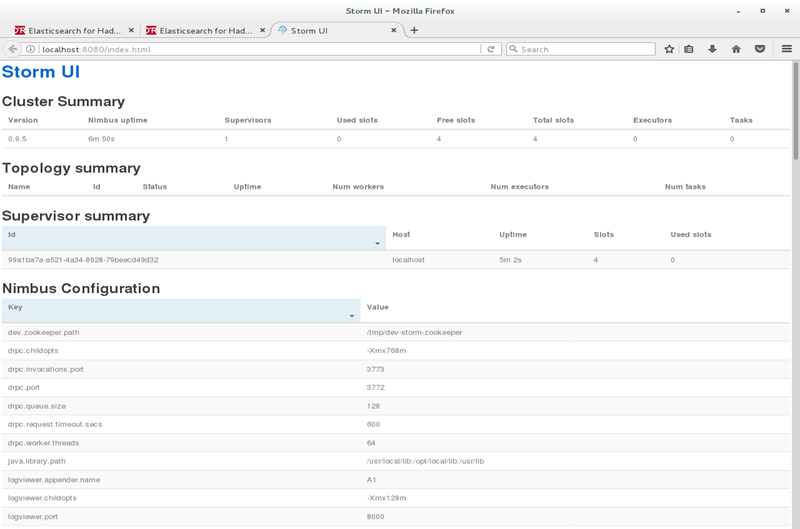 Storm UI – Mozilla Firefox
Elasticsearch for Had...
Elasticsearch for Had...
Storm UI
localhost:8080/index.html
Search
Storm UI
Cluster Summary
Version Nimbus uptime Supervisors Used slots Free slots Total slots Executors Tasks
0.9.5 6m 50s 1 0 4 4 0 0
Topology summary
Name Id Status Uptime Num workers Num executors Num tasks
Supervisor summary
Id Host Uptime Slots Used slots
99a1ba7a-a521-4a34-8928-79beecd49d32 localhost 5m 2s 4 0
Nimbus Configuration
Key Value
dev.zookeeper.path /tmp/dev-storm-zookeeper
drpc.childopts -Xmx768m
drpc.invocations.port 3773
drpc.port 3772
drpc.queue.size 128
drpc.request.timeout.secs 600
drpc.worker.threads 64
java.library.path /usr/local/lib:/opt/local/lib:/usr/lib
logviewer.appender.name A1
logviewer.childopts -Xmx128m
logviewer.port 8000